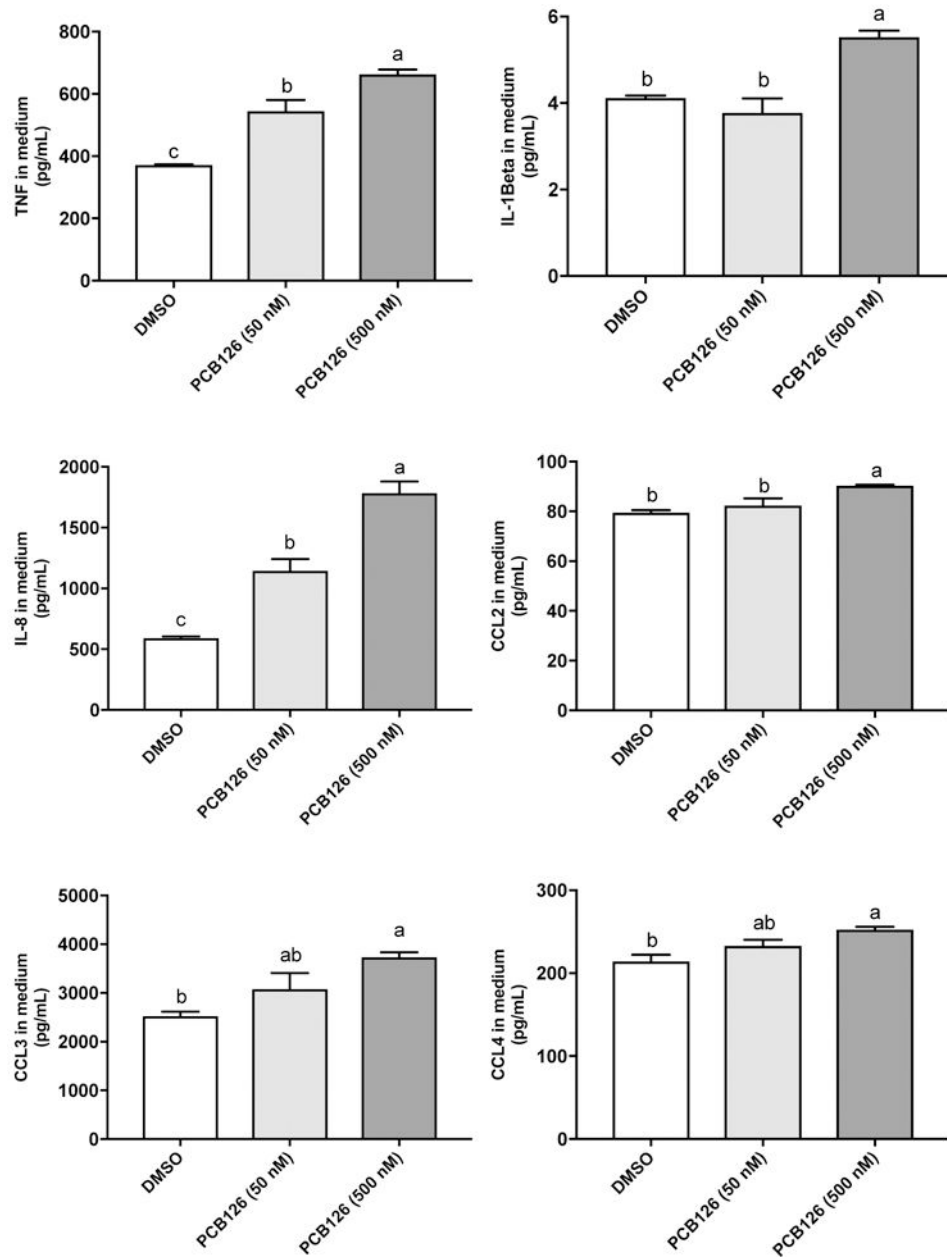 TNF in medium
(pg/mL)
800
600
400
200
0
c
b
a
DMSO
PCB126 (50 nM)
PCB126 (500 nM)
IL-1Beta in medium
(pg/mL)
6
4
2
0
b
b
a
DMSO
PCB126 (50 nM)
PCB126 (500 nM)
IL-8 in medium
(pg/mL)
2000
1500
1000
500
0
c
b
a
DMSO
PCB126 (50 nM)
PCB126 (500 nM)
CCL2 in medium
(pg/mL)
100
80
60
40
20
0
b
b
a
DMSO
PCB126 (50 nM)
PCB126 (500 nM)
CCL3 in medium
(pg/mL)
5000
4000
3000
2000
1000
0
b
ab
a
DMSO
PCB126 (50 nM)
PCB126 (500 nM)
CCL4 in medium
(pg/mL)
300
200
100
0
b
ab
a
DMSO
PCB126 (50 nM)
PCB126 (500 nM)